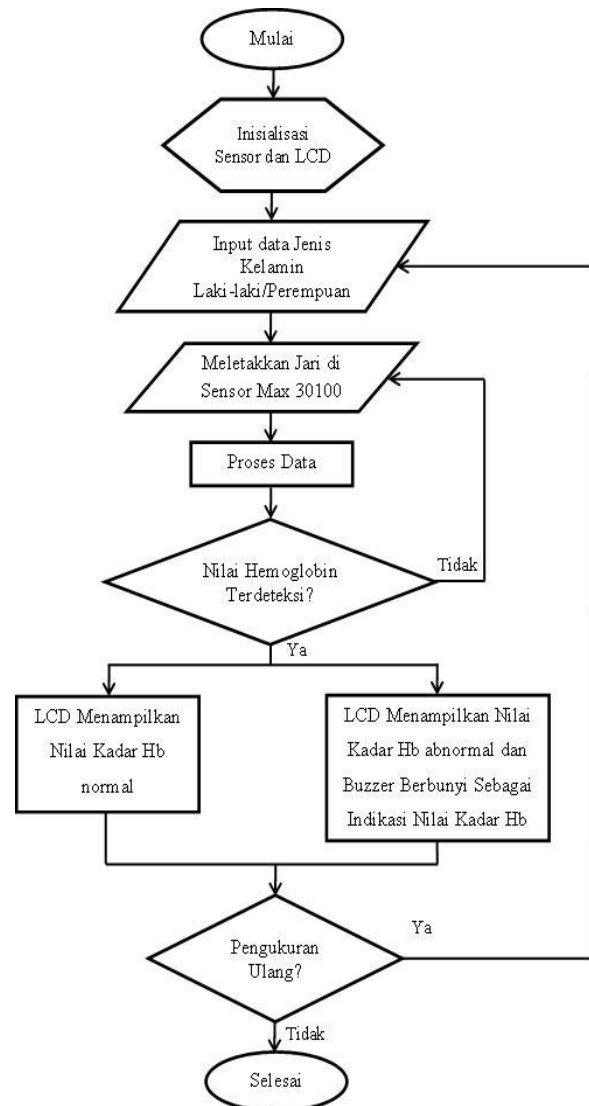 Mulai
Inisialisasi
Sensor dan LCD
Input data Jenis
Kelamin
Laki-laki/Perempuan
Meletakkan Jari di
Sensor Max 30100
Proses Data
Nilai Hemoglobin
Terdeteksi?
Tidak
Ya
LCD Menampilkan
Nilai Kadar Hb
normal
LCD Menampilkan Nilai
Kadar Hb abnormal dan
Buzzer Berbunyi Sebagai
Indikasi Nilai Kadar Hb
Pengukuran
Ulang?
Ya
Tidak
Selesai